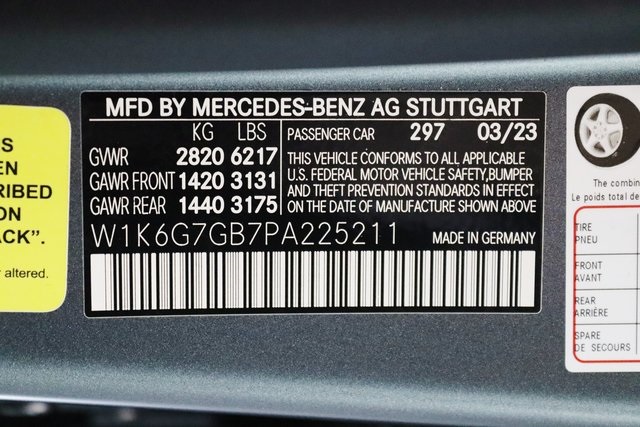 S
EN
RIBED
ON
ACK”.
r altered.
MFD BY MERCEDES-BENZ AG STUTTGART
KG LBS
GVWR 2820 6217
GAWR FRONT 1420 3131
GAWR REAR 1440 3175
PASSENGER CAR 297 03/23
THIS VEHICLE CONFORMS TO ALL APPLICABLE
U.S. FEDERAL MOTOR VEHICLE SAFETY,BUMPER
AND THEFT PREVENTION STANDARDS IN EFFECT
ON THE DATE OF MANUFACTURE SHOWN ABOVE.
W1K6G7GB7PA225211 MADE IN GERMANY
The combin
Le poids total de
TIRE
PNEU
FRONT
AVANT
REAR
ARRIÈRE
SPARE
DE SECOURS